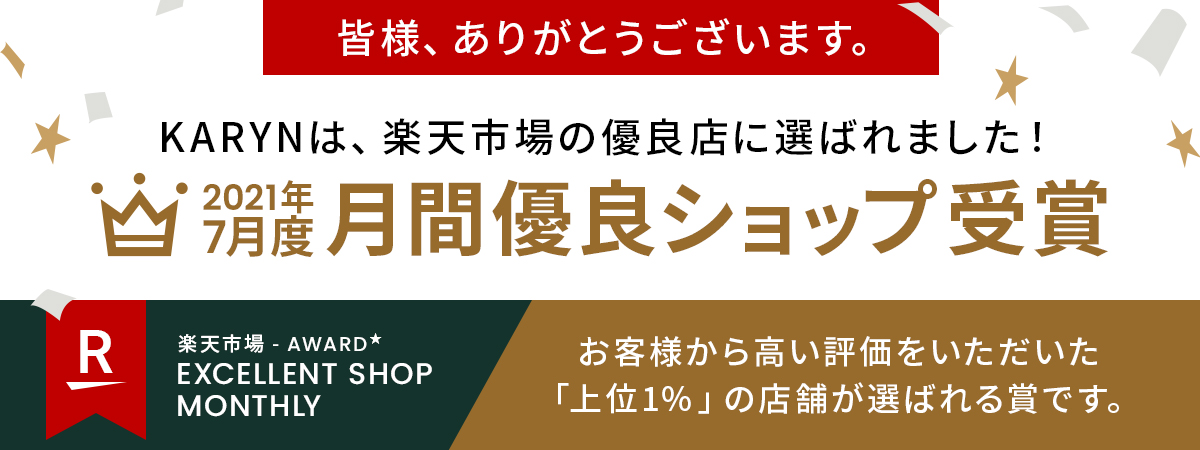 皆様、ありがとうございます。
KARYNは、楽天市場の優良店に選ばれました！
2021年
7月度
月間優良ショップ受賞
R
楽天市場 - AWARD★
EXCELLENT SHOP
MONTHLY
お客様から高い評価をいただいた
「上位1%」の店舗が選ばれる賞です。